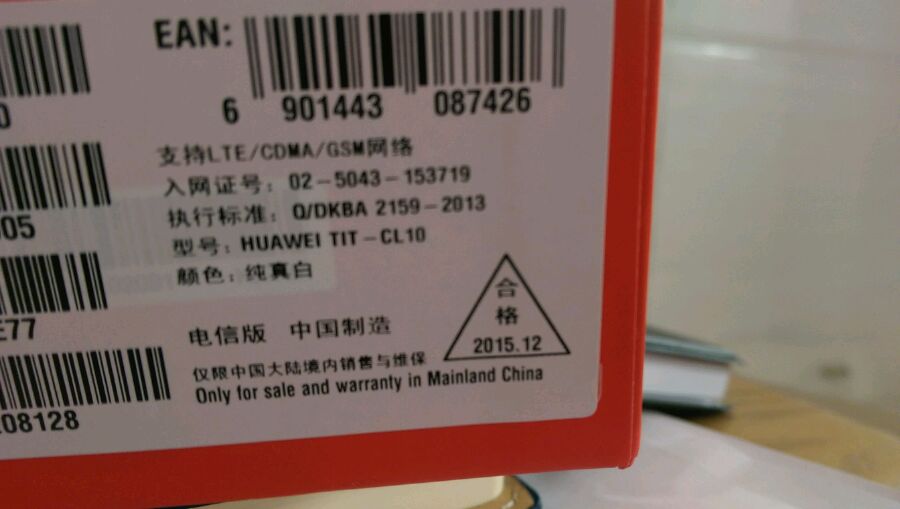 EAN:
6 901443 087426
支持LTE/CDMA/GSM网络
入网证号: 02-5043-153719
05
执行标准: Q/DKBA 2159-2013
型号: HUAWEI TIT-CL10
颜色: 纯真白
E77
电信版 中国制造
合
格
2015.12
仅限中国大陆境内销售与维保
Only for sale and warranty in Mainland China
08128